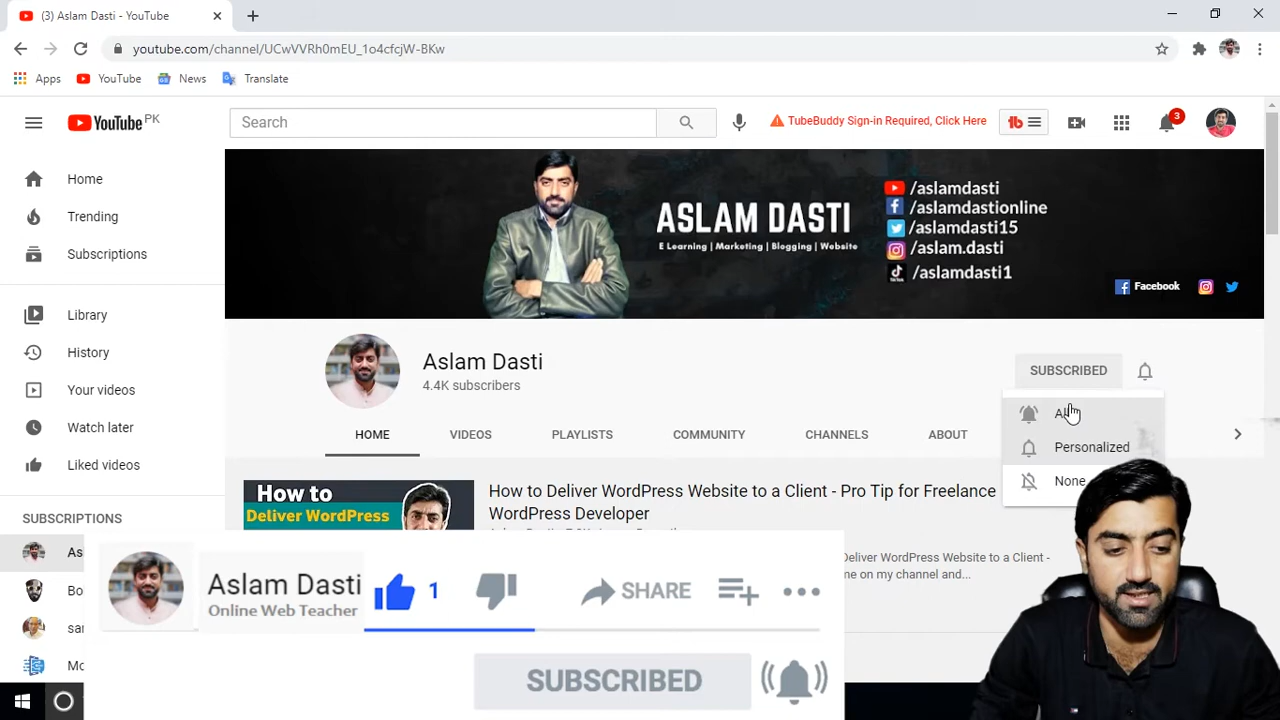 (3) Aslam Dasti - YouTube
youtube.com/channel/UCwVVRh0mEU_1o4cfcjW-BKw
Apps YouTube News Translate
YouTube PK
Search
TubeBuddy Sign-in Required, Click Here
3
Home
Trending
Subscriptions
Library
History
Your videos
Watch later
Liked videos
SUBSCRIPTIONS
As
Bo
sar
Mo
ASLAM DASTI
E Learning | Marketing | Blogging | Website
/aslamdasti
/aslamdastionline
/aslamdasti15
/aslam.dasti
/aslamdasti1
Facebook
Aslam Dasti
4.4K subscribers
SUBSCRIBED
Personalized
None
HOME VIDEOS PLAYLISTS COMMUNITY CHANNELS ABOUT
How to
Deliver WordPress
How to Deliver WordPress Website to a Client - Pro Tip for Freelance
WordPress Developer
Deliver WordPress Website to a Client -
me on my channel and...
Aslam Dasti
Online Web Teacher
1
SHARE
SUBSCRIBED